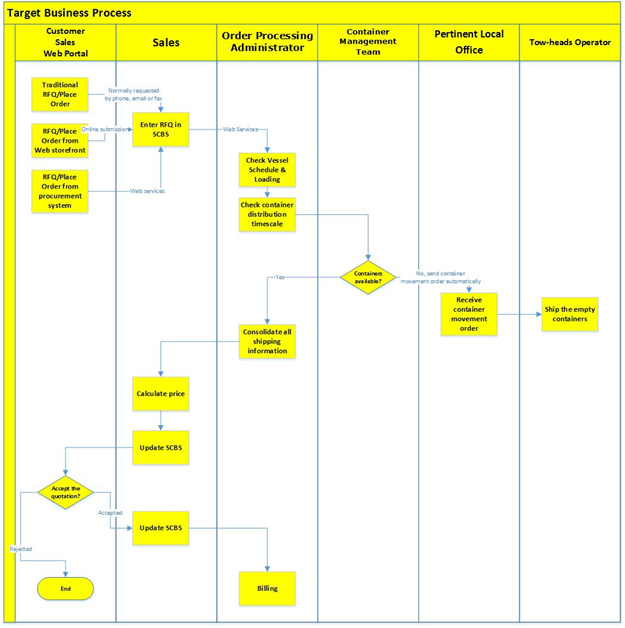 Target Business Process
Customer
Sales
Web Portal
Sales
Order Processing
Administrator
Container
Management
Team
Pertinent Local
Office
Tow-heads Operator
Traditional
RFQ/Place
Order
Normally requested
by phone, email or fax
RFQ/Place
Order from
Web storefront
Online submission
Enter RFQ in
SCBS
Web Services
RFQ/Place
Order from
procurement
system
Web services
Check Vessel
Schedule &
Loading
Check container
distribution
timescale
Containers
available?
No, send container
movement order automatically
Yes
Receive
container
movement
order
Ship the empty
containers
Consolidate all
shipping
information
Calculate price
Update SCBS
Accept the
quotation?
Accepted
Update SCBS
Rejected
End
Billing